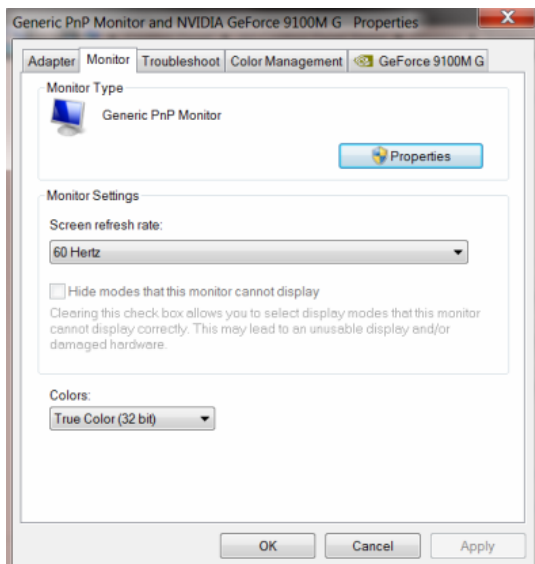 Generic PnP Monitor and NVIDIA GeForce 9100M G Properties
Adapter Monitor Troubleshoot Color Management GeForce 9100M G
Monitor Type
Generic PnP Monitor
Properties
Monitor Settings
Screen refresh rate:
60 Hertz
Hide modes that this monitor cannot display
Clearing this check box allows you to select display modes that this monitor
cannot display correctly. This may lead to an unusable display and/or
damaged hardware.
Colors:
True Color (32 bit)
OK Cancel Apply